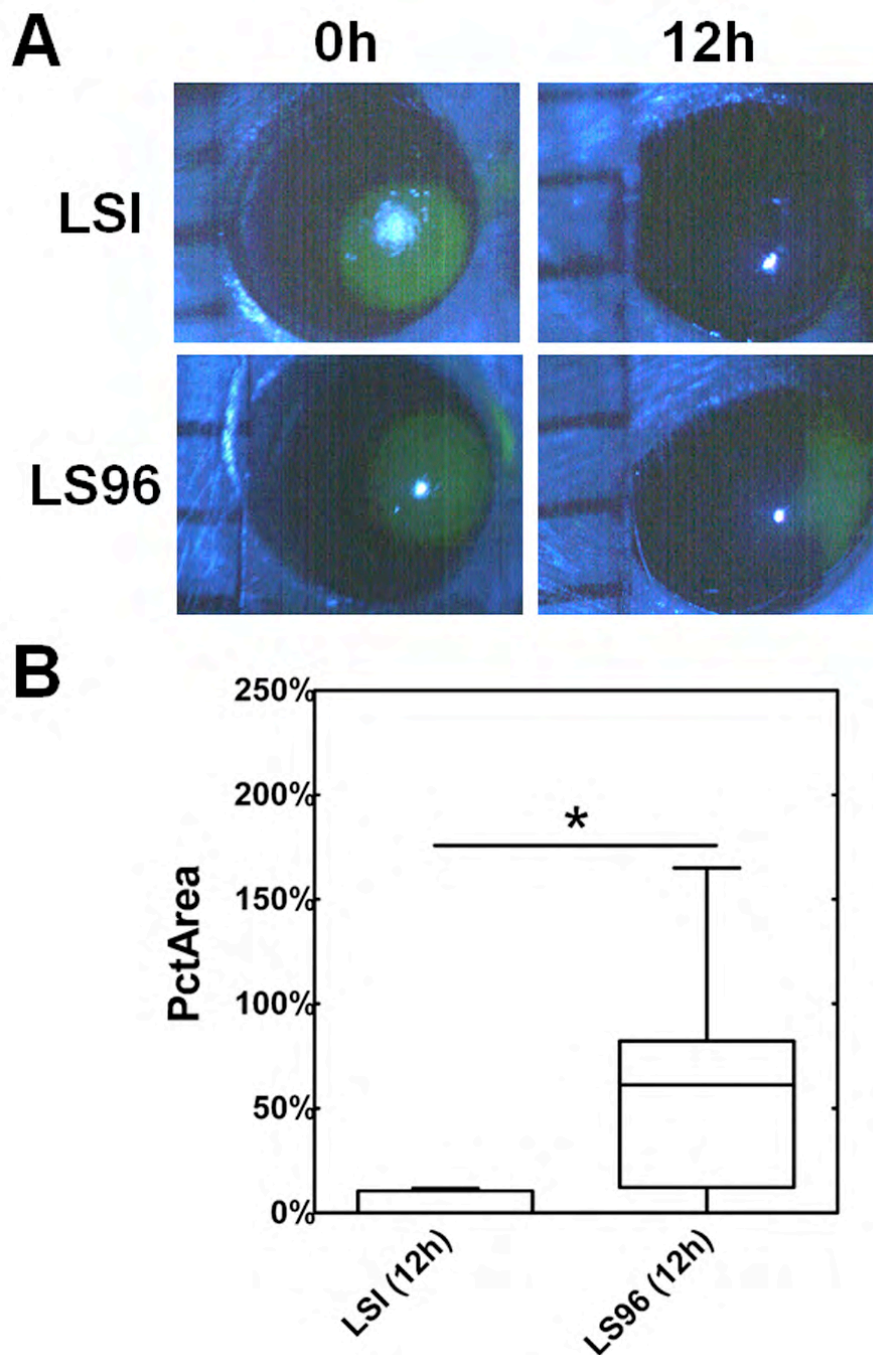 A
0h 12h
LSI
LS96
B
250%
200%
*
150%
PctArea
100%
50%
0%
LSI (12h)
LS96 (12h)